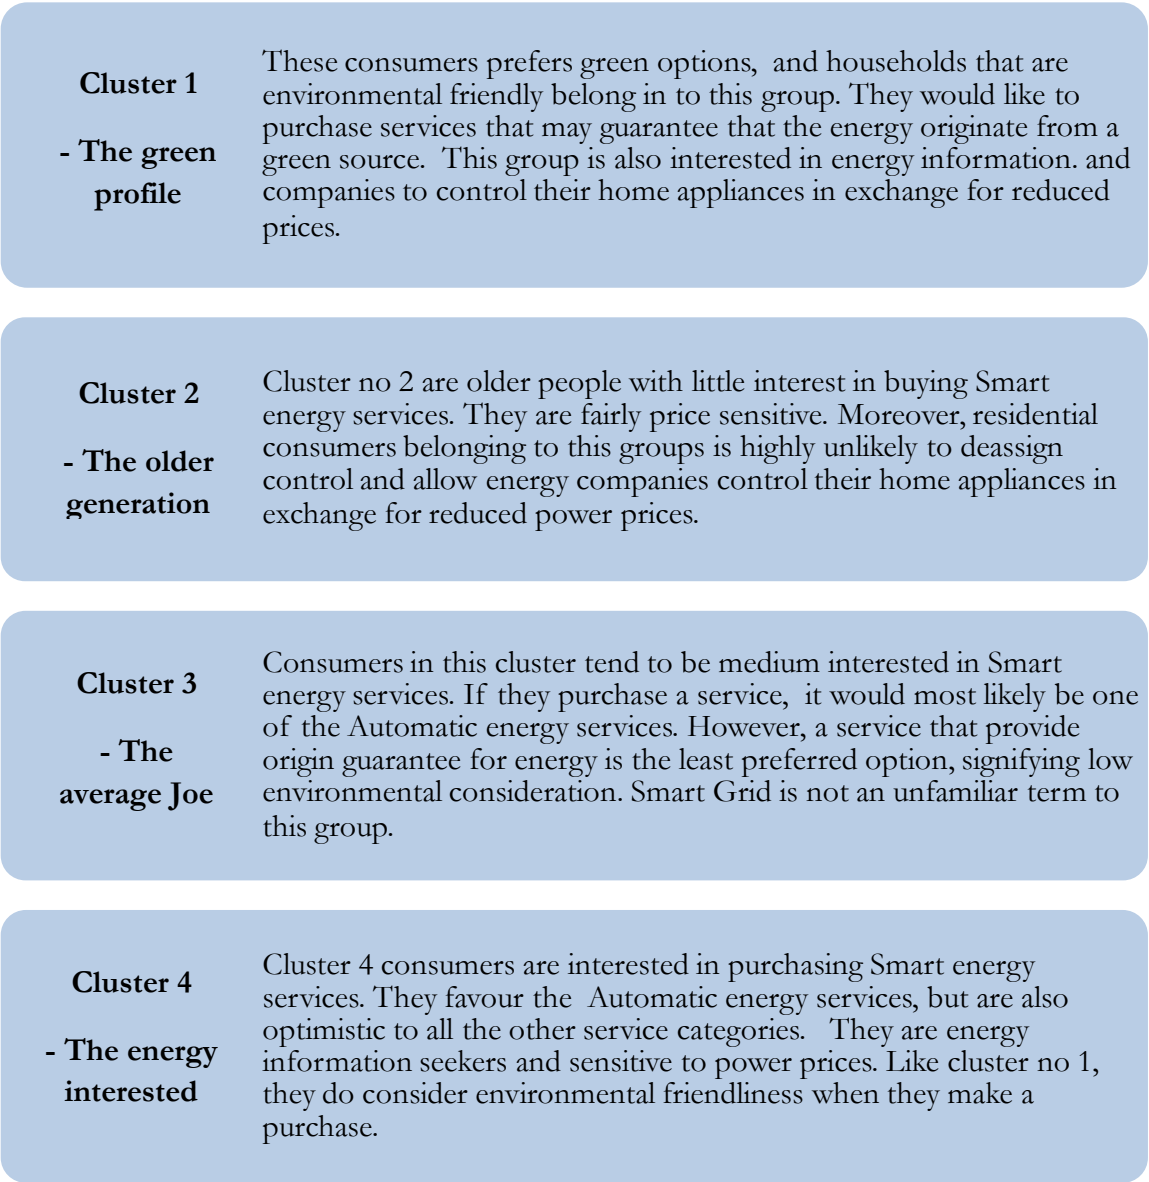 Cluster 1
- The green
profile
These consumers prefers green options, and households that are
environmental friendly belong in to this group. They would like to
purchase services that may guarantee that the energy originate from a
green source. This group is also interested in energy information. and
companies to control their home appliances in exchange for reduced
prices.
Cluster 2
- The older
generation
Cluster no 2 are older people with little interest in buying Smart
energy services. They are fairly price sensitive. Moreover, residential
consumers belonging to this groups is highly unlikely to deassign
control and allow energy companies control their home appliances in
exchange for reduced power prices.
Cluster 3
- The
average Joe
Consumers in this cluster tend to be medium interested in Smart
energy services. If they purchase a service, it would most likely be one
of the Automatic energy services. However, a service that provide
origin guarantee for energy is the least preferred option, signifying low
environmental consideration. Smart Grid is not an unfamiliar term to
this group.
Cluster 4
- The energy
interested
Cluster 4 consumers are interested in purchasing Smart energy
services. They favour the Automatic energy services, but are also
optimistic to all the other service categories. They are energy
information seekers and sensitive to power prices. Like cluster no 1,
they do consider environmental friendliness when they make a
purchase.